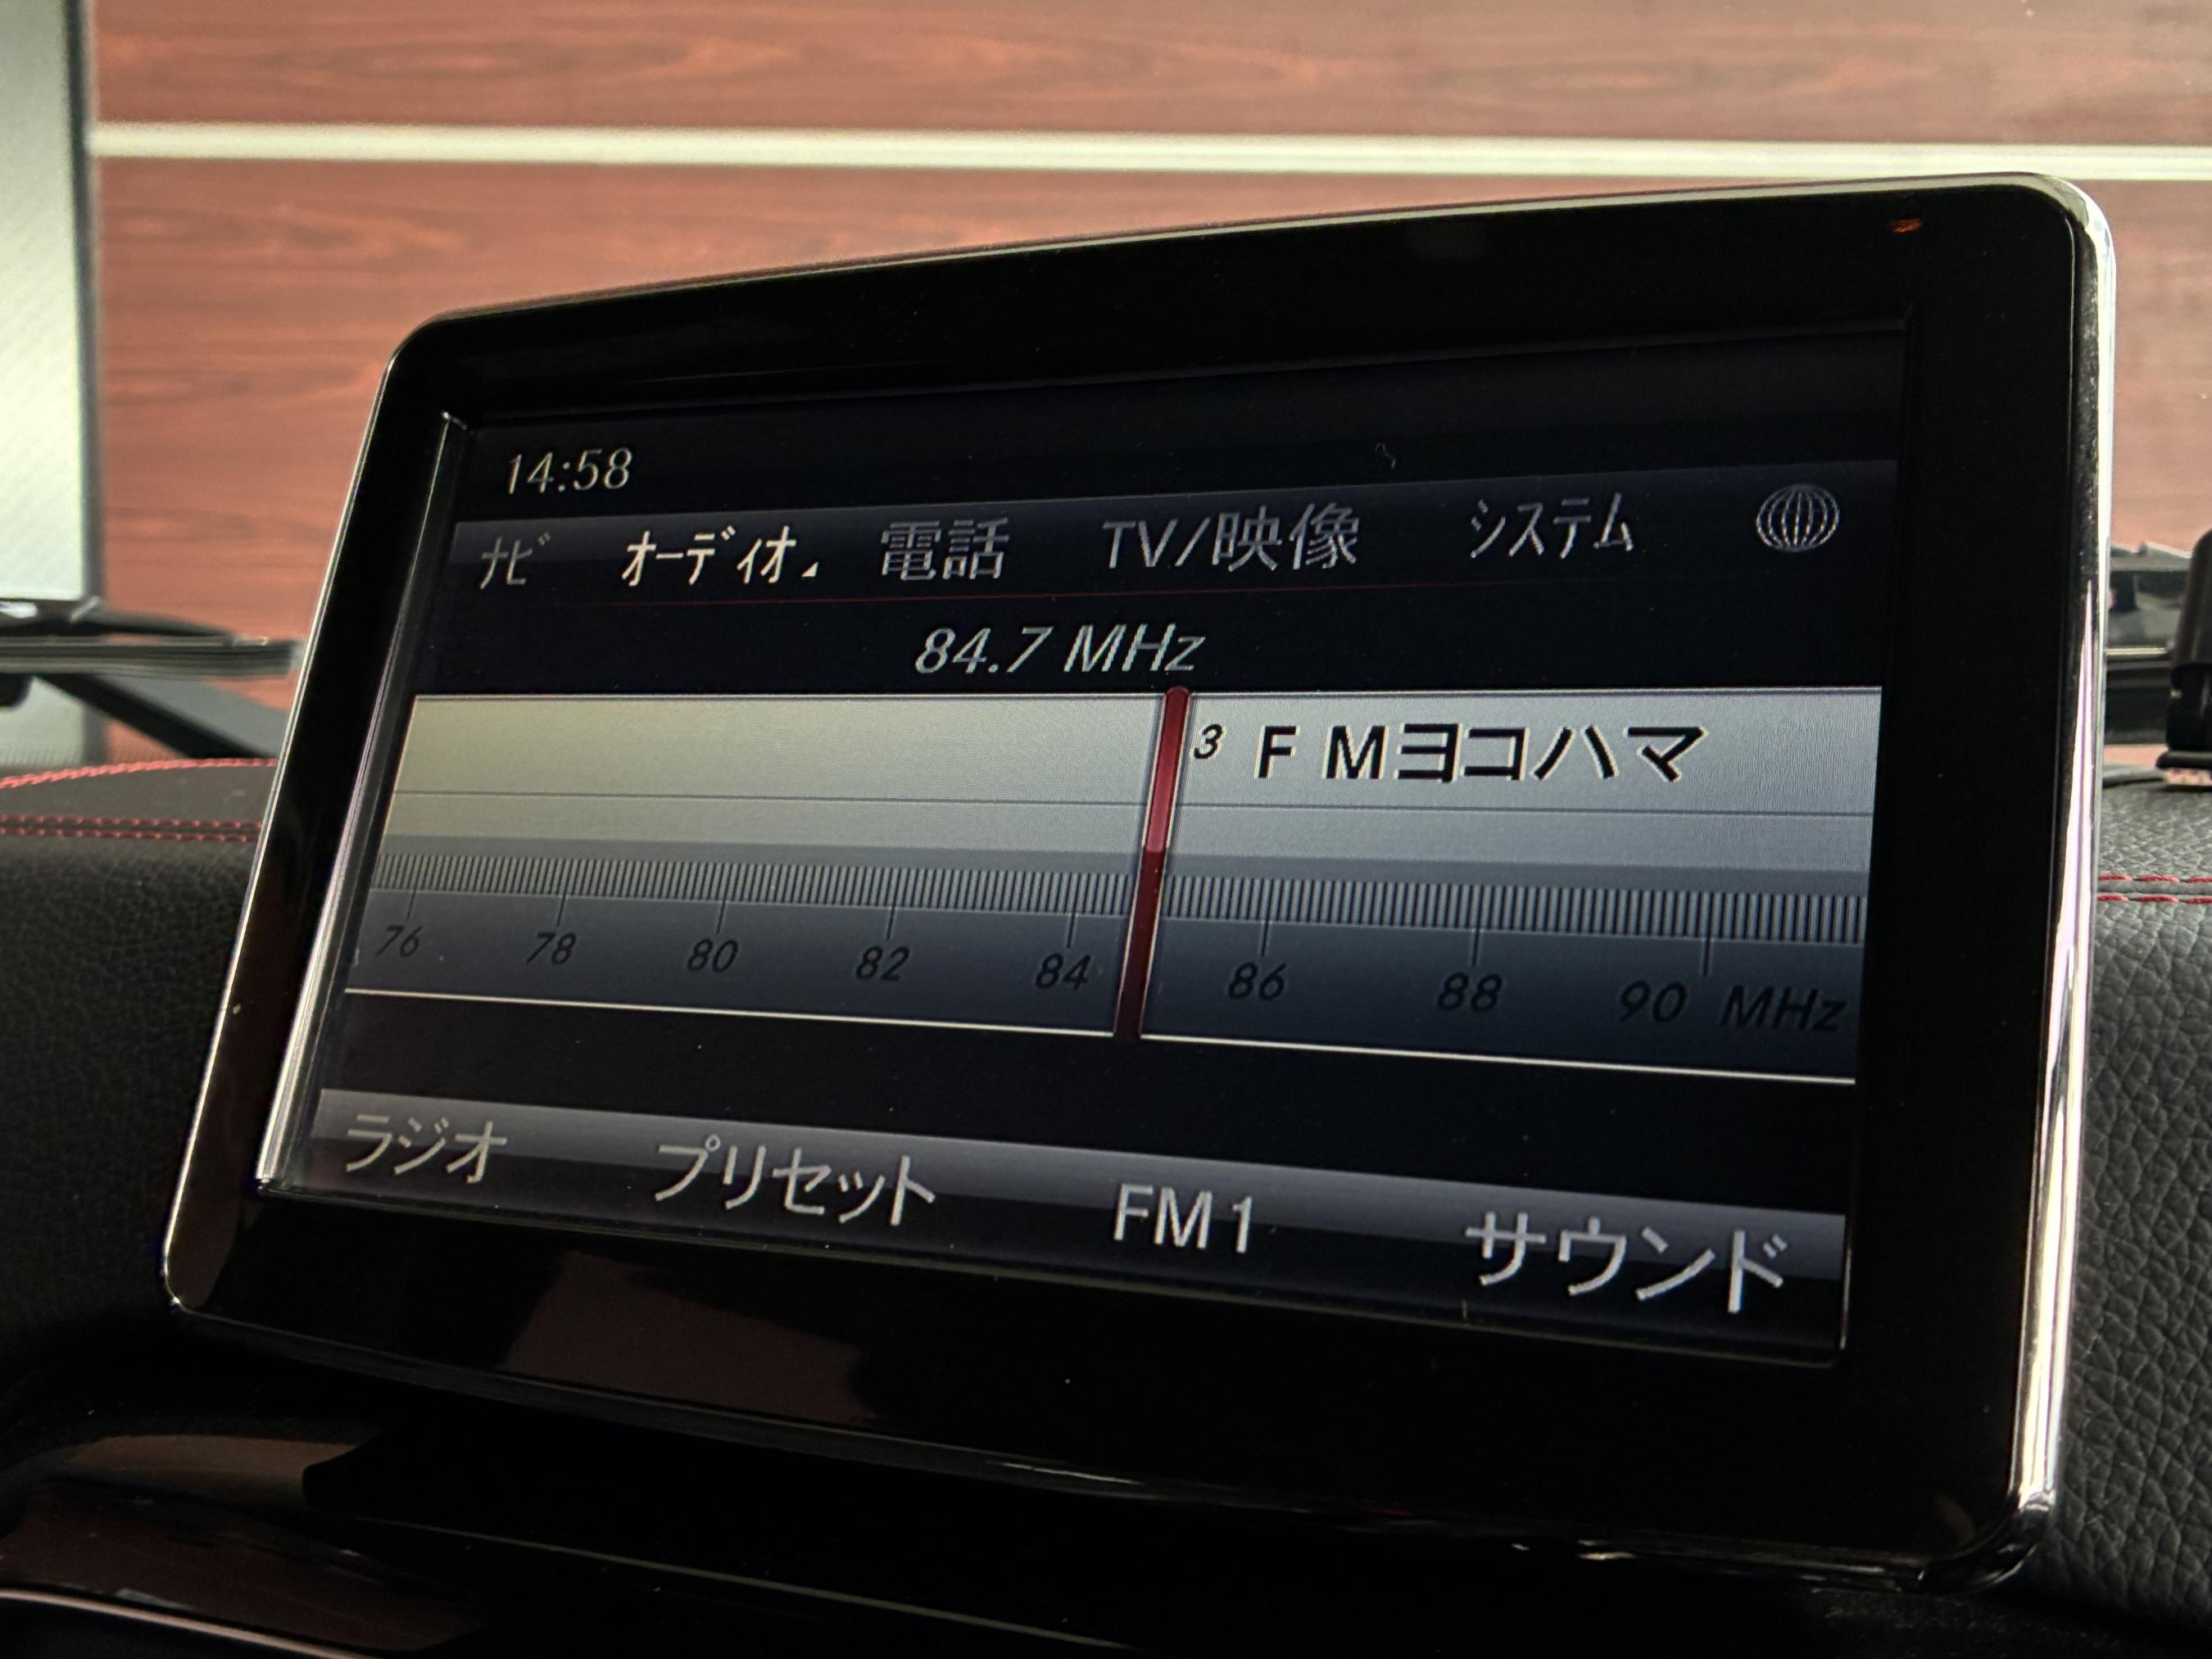 14:58
ﾅﾋﾞ ｵｰﾃﾞｨｵ 電話 TV/映像 ｼｽﾃﾑ
84.7 MHz
3 ＦＭヨコハマ
76 78 80 82 84 86 88 90 MHz
ラジオ プリセット FM1 サウンド